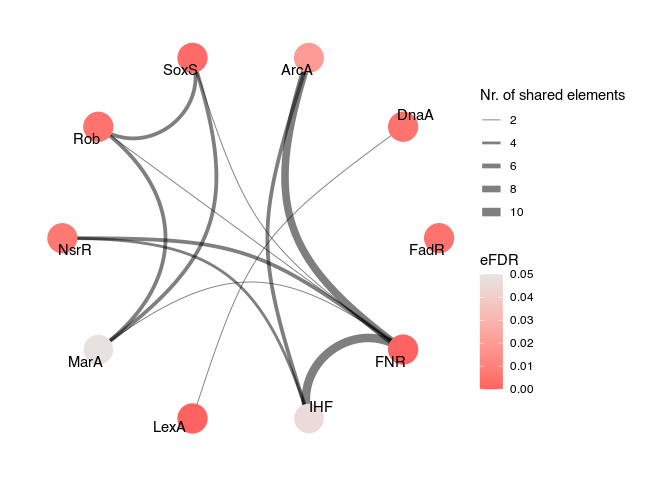 SoxS
ArcA
DnaA
Rob
NsrR
FadR
MarA
FNR
IHF
LexA
Nr. of shared elements
2
4
6
8
10
eFDR
0.05
0.04
0.03
0.02
0.01
0.00